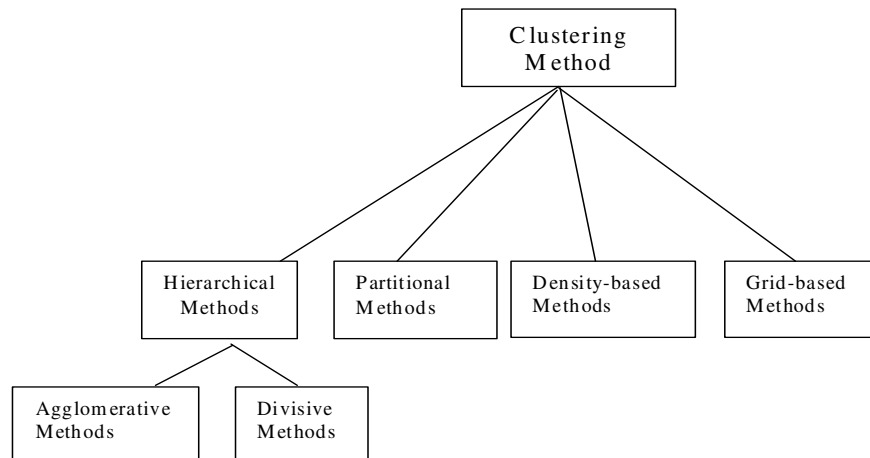 Clustering
Method
Hierarchical
Methods
Partitional
Methods
Density-based
Methods
Grid-based
Methods
Agglomerative
Methods
Divisive
Methods